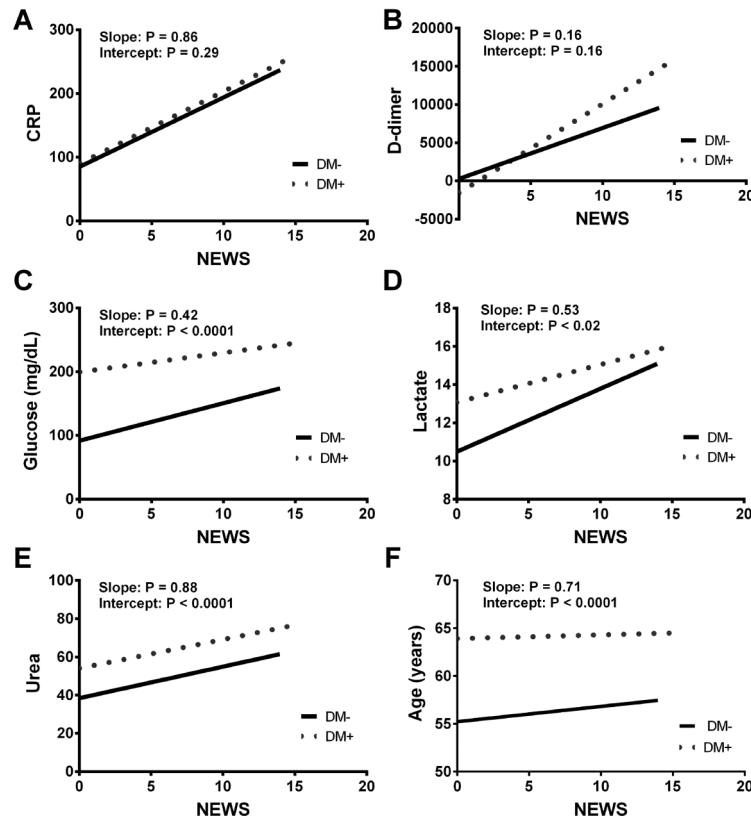 A
Slope: P = 0.86
Intercept: P = 0.29
300
200
100
0
CRP
DM-
DM+
0 5 10 15 20
NEWS
B
Slope: P = 0.16
Intercept: P = 0.16
20000
15000
10000
5000
0
-5000
D-dimer
DM-
DM+
5 10 15 20
NEWS
C
Slope: P = 0.42
Intercept: P < 0.0001
300
200
100
0
Glucose (mg/dL)
DM-
DM+
0 5 10 15 20
NEWS
D
Slope: P = 0.53
Intercept: P < 0.02
18
16
14
12
10
8
Lactate
DM-
DM+
0 5 10 15 20
NEWS
E
Slope: P = 0.88
Intercept: P < 0.0001
100
80
60
40
20
0
Urea
DM-
DM+
0 5 10 15 20
NEWS
F
Slope: P = 0.71
Intercept: P < 0.0001
70
65
60
55
50
Age (years)
DM-
DM+
0 5 10 15 20
NEWS